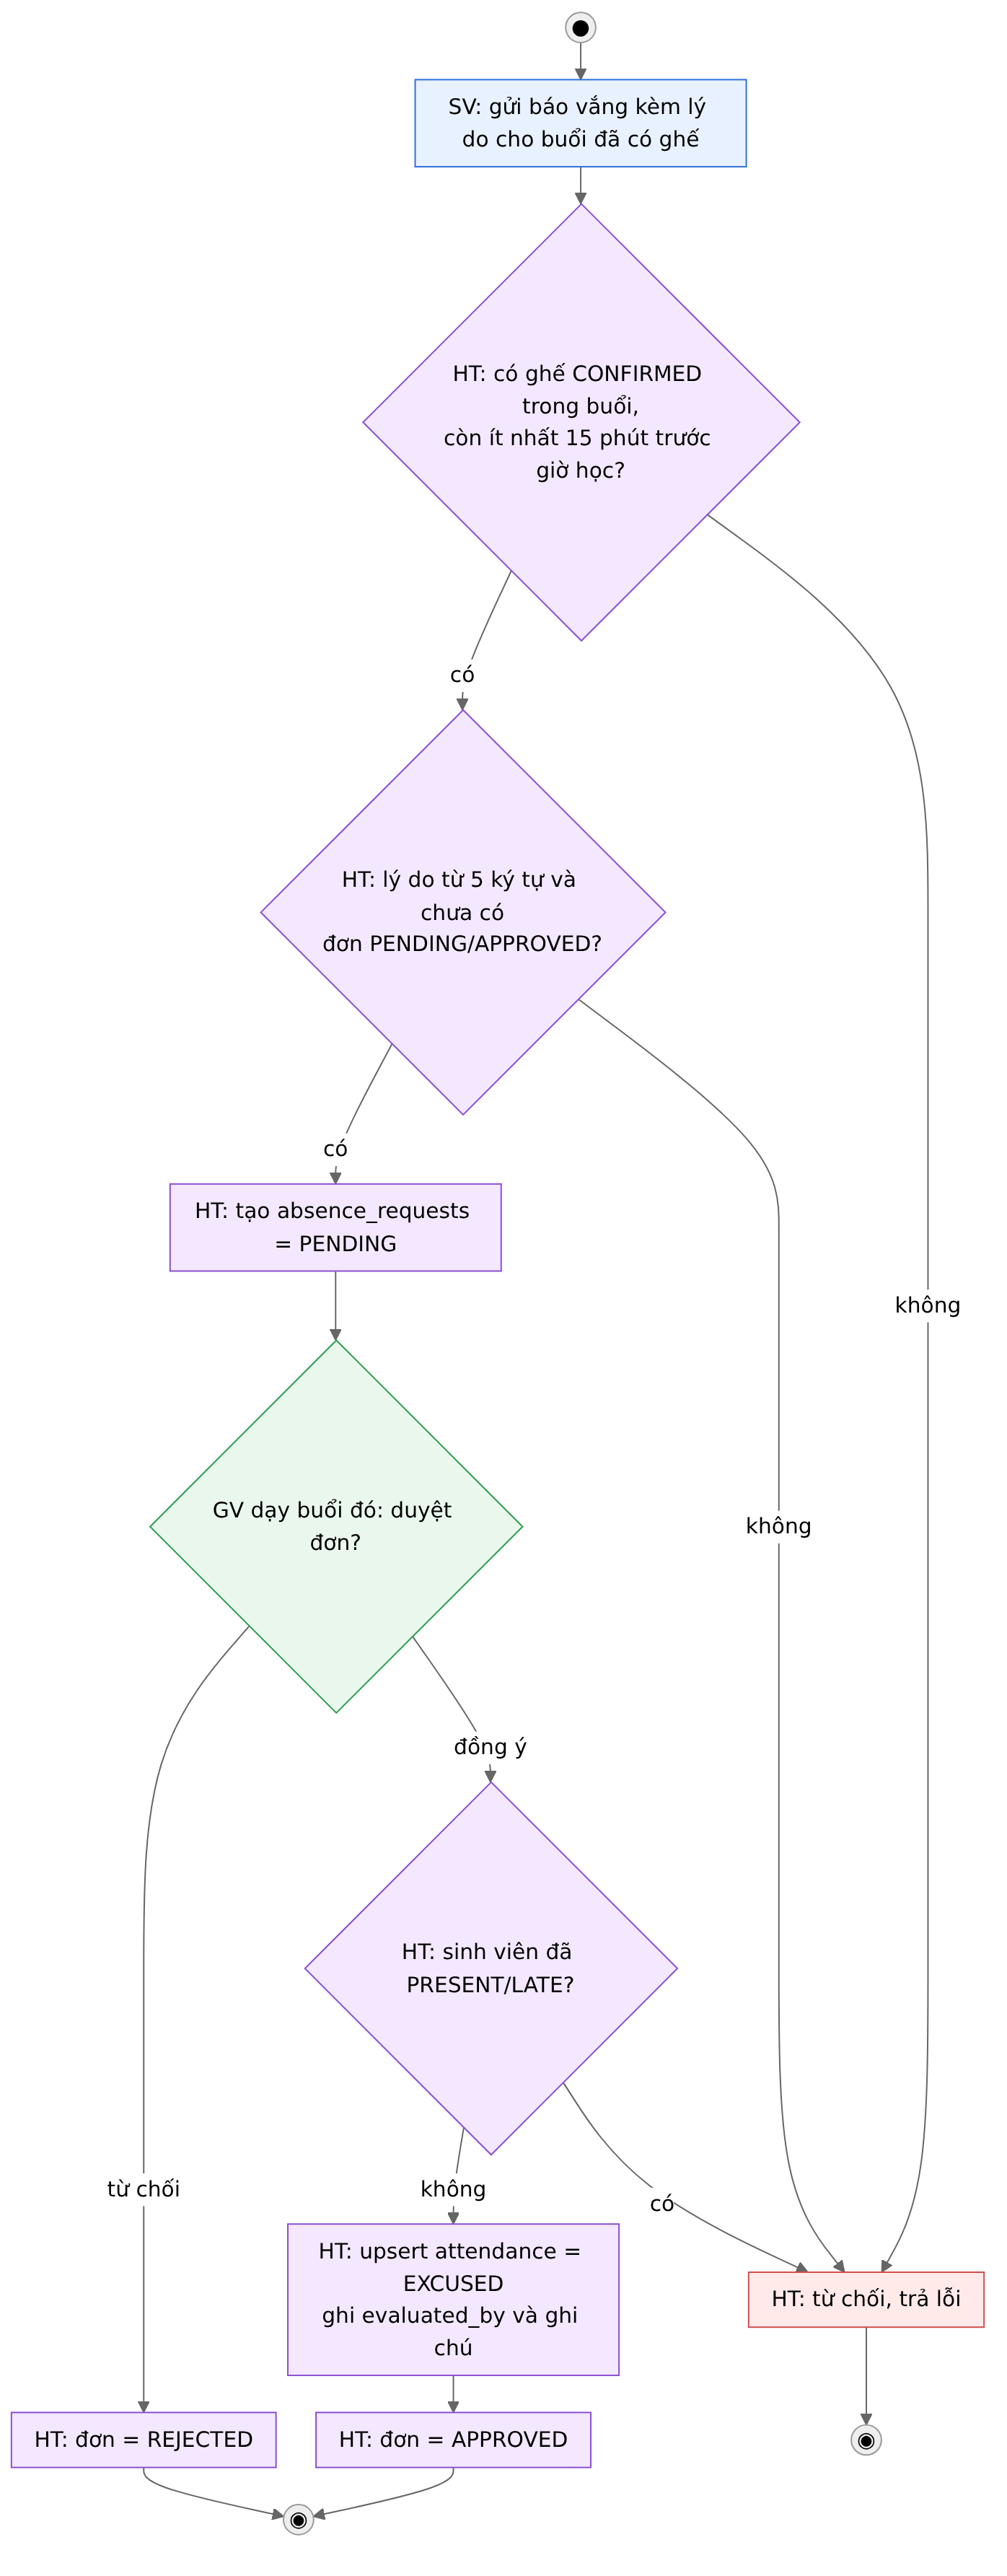 SV: gửi báo vắng kèm lý
do cho buổi đã có ghế
HT: có ghế CONFIRMED
trong buổi,
còn ít nhất 15 phút trước
giờ học?
có
HT: lý do từ 5 ký tự và
chưa có
đơn PENDING/APPROVED?
có
HT: tạo absence_requests
= PENDING
không
GV dạy buổi đó: duyệt
đơn?
không
đồng ý
HT: sinh viên đã
PRESENT/LATE?
từ chối
không
có
HT: upsert attendance =
EXCUSED
ghi evaluated_by và ghi
chú
HT: từ chối, trả lỗi
HT: đơn = REJECTED
HT: đơn = APPROVED